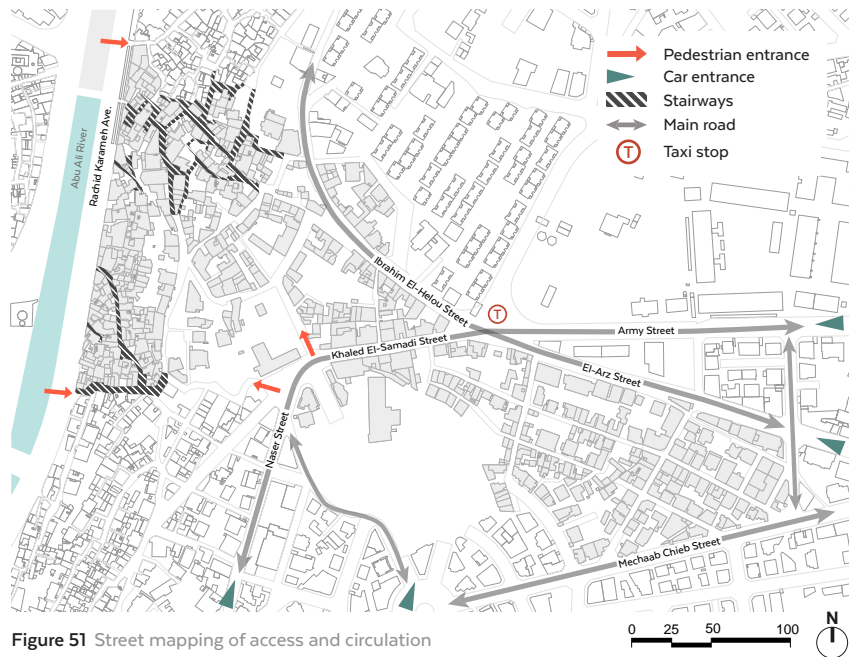 Pedestrian entrance
Car entrance
Stairways
Main road
T
Taxi stop
Abu Ali River
Rachid Karameh Ave.
Ibrahim El-Helou Street
T
Khaled El-Samadi Street
Army Street
El-Arz Street
Naser Street
Mechaab Chieb Street
Figure 51 Street mapping of access and circulation
0 25 50 100
N